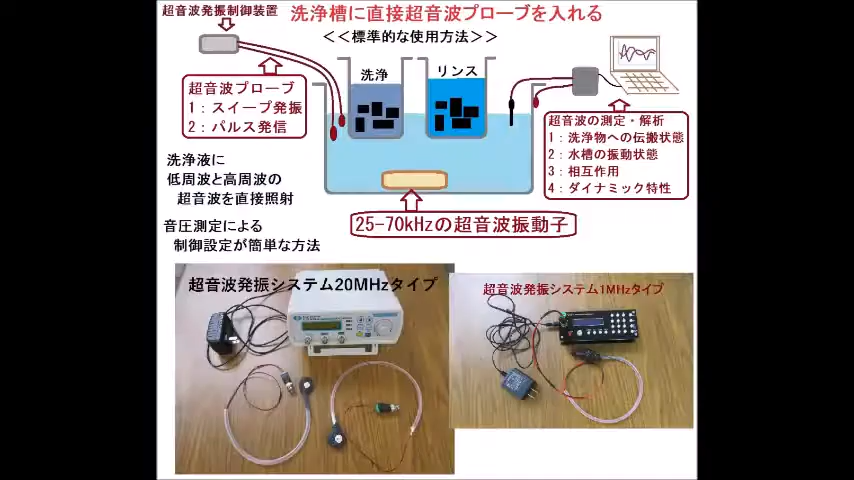 超音波発振制御装置
洗浄槽に直接超音波プローブを入れる
<<標準的な使用方法>>
超音波プローブ
1:スイープ発振
2:パルス発信
洗浄
リンス
超音波の測定・解析
1:洗浄物への伝搬状態
2:水槽の振動状態
3:相互作用
4:ダイナミック特性
洗浄液に
低周波と高周波の
超音波を直接照射
音圧測定による
制御設定が簡単な方法
25-70kHzの超音波振動子
超音波発振システム20MHzタイプ
超音波発振システム1MHzタイプ